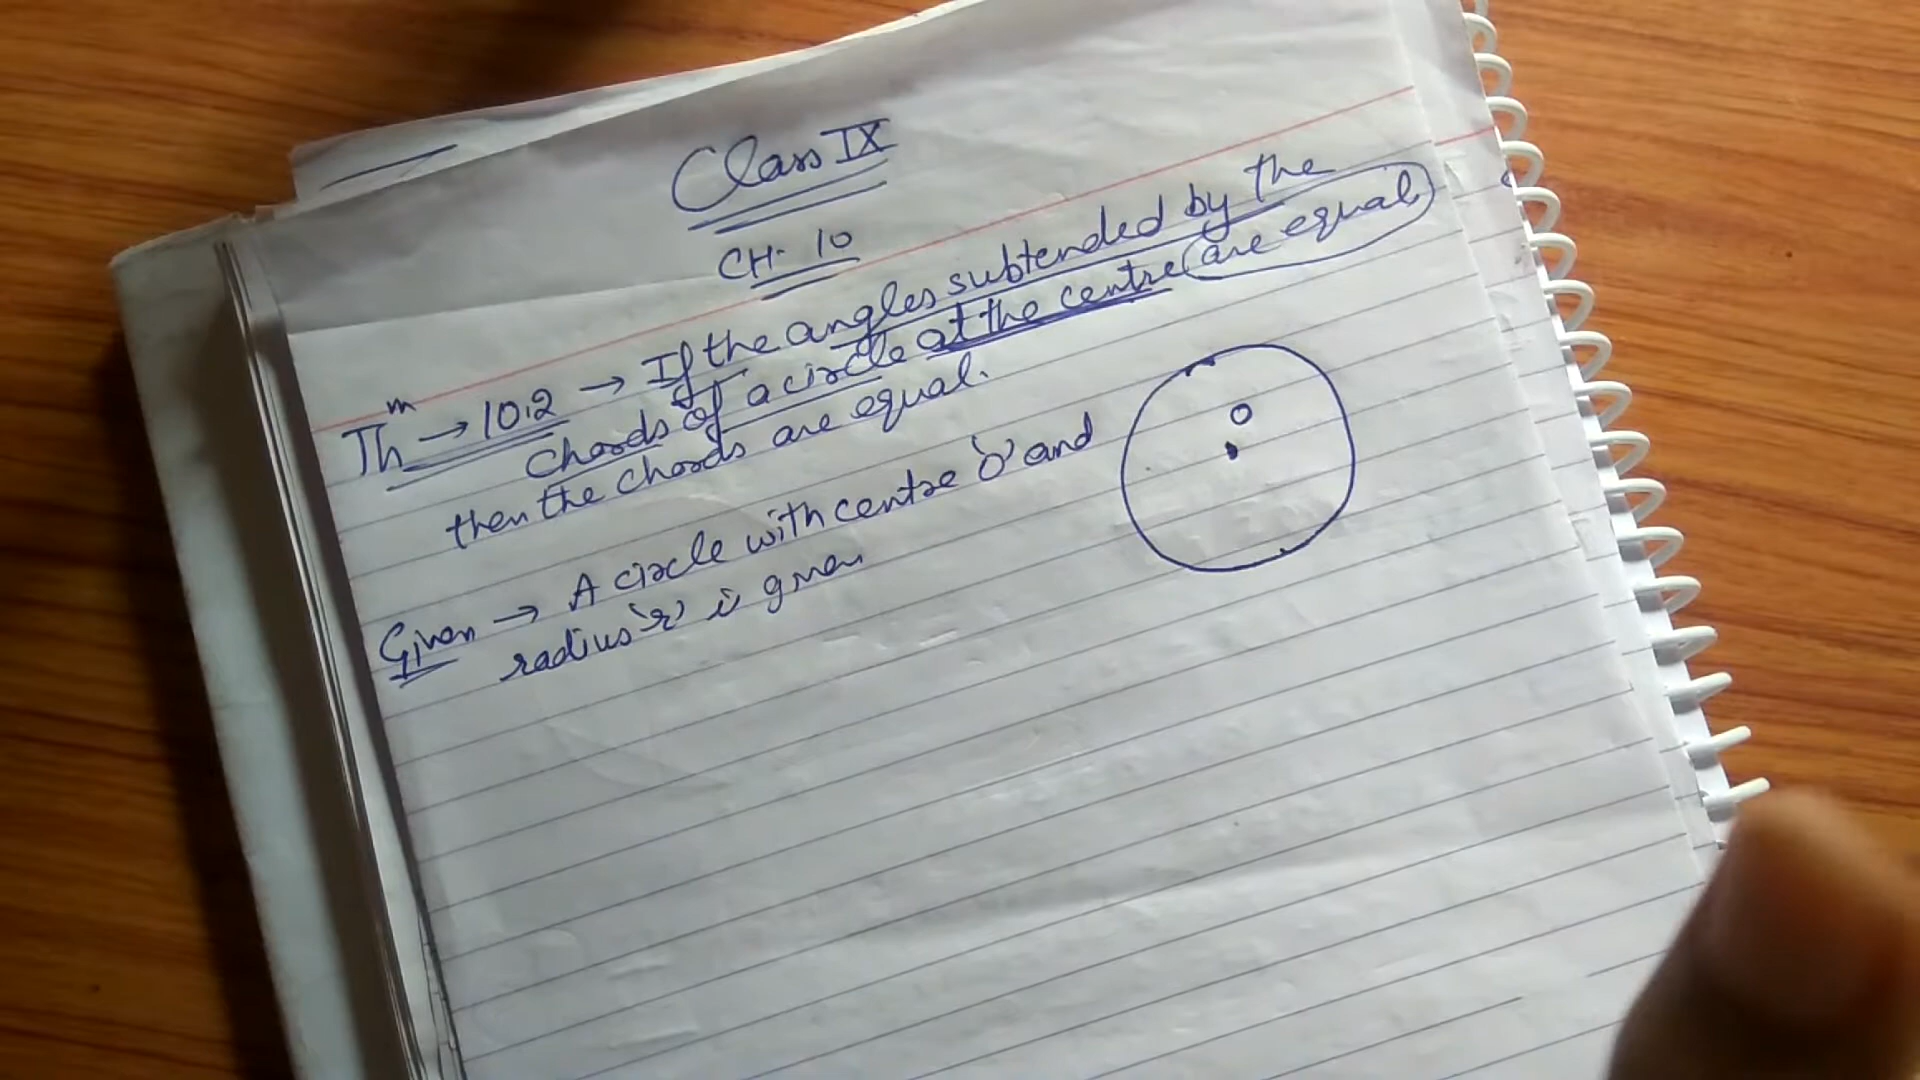 Class IX
CH- 10
Thm → 10.2 → If the angles subtended by the
chords of a circle at the centre are equal
then the chords are equal.
O
Given → A circle with centre 'O' and
radius 'r' is given